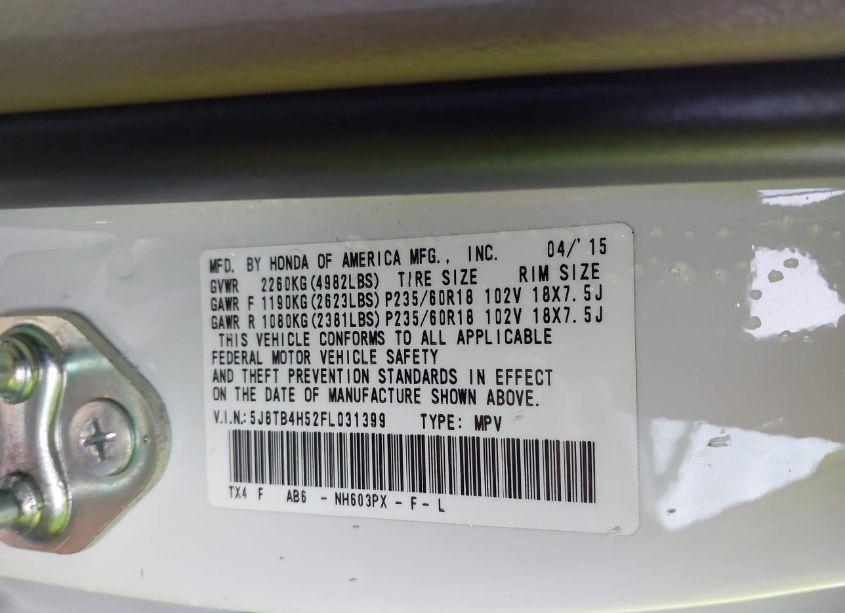 MFD. BY HONDA OF AMERICA MFG., INC. 04/'15
GVWR 2260KG(4982LBS) TIRE SIZE RIM SIZE
GAWR F 1190KG(2623LBS) P235/60R18 102V 18X7.5J
GAWR R 1080KG(2381LBS) P235/60R18 102V 18X7.5J
THIS VEHICLE CONFORMS TO ALL APPLICABLE
FEDERAL MOTOR VEHICLE SAFETY
AND THEFT PREVENTION STANDARDS IN EFFECT
ON THE DATE OF MANUFACTURE SHOWN ABOVE.
V.I.N.: 5J8TB4H52FL031399 TYPE: MPV
TX4 F AB6 - NH603PX - F - L